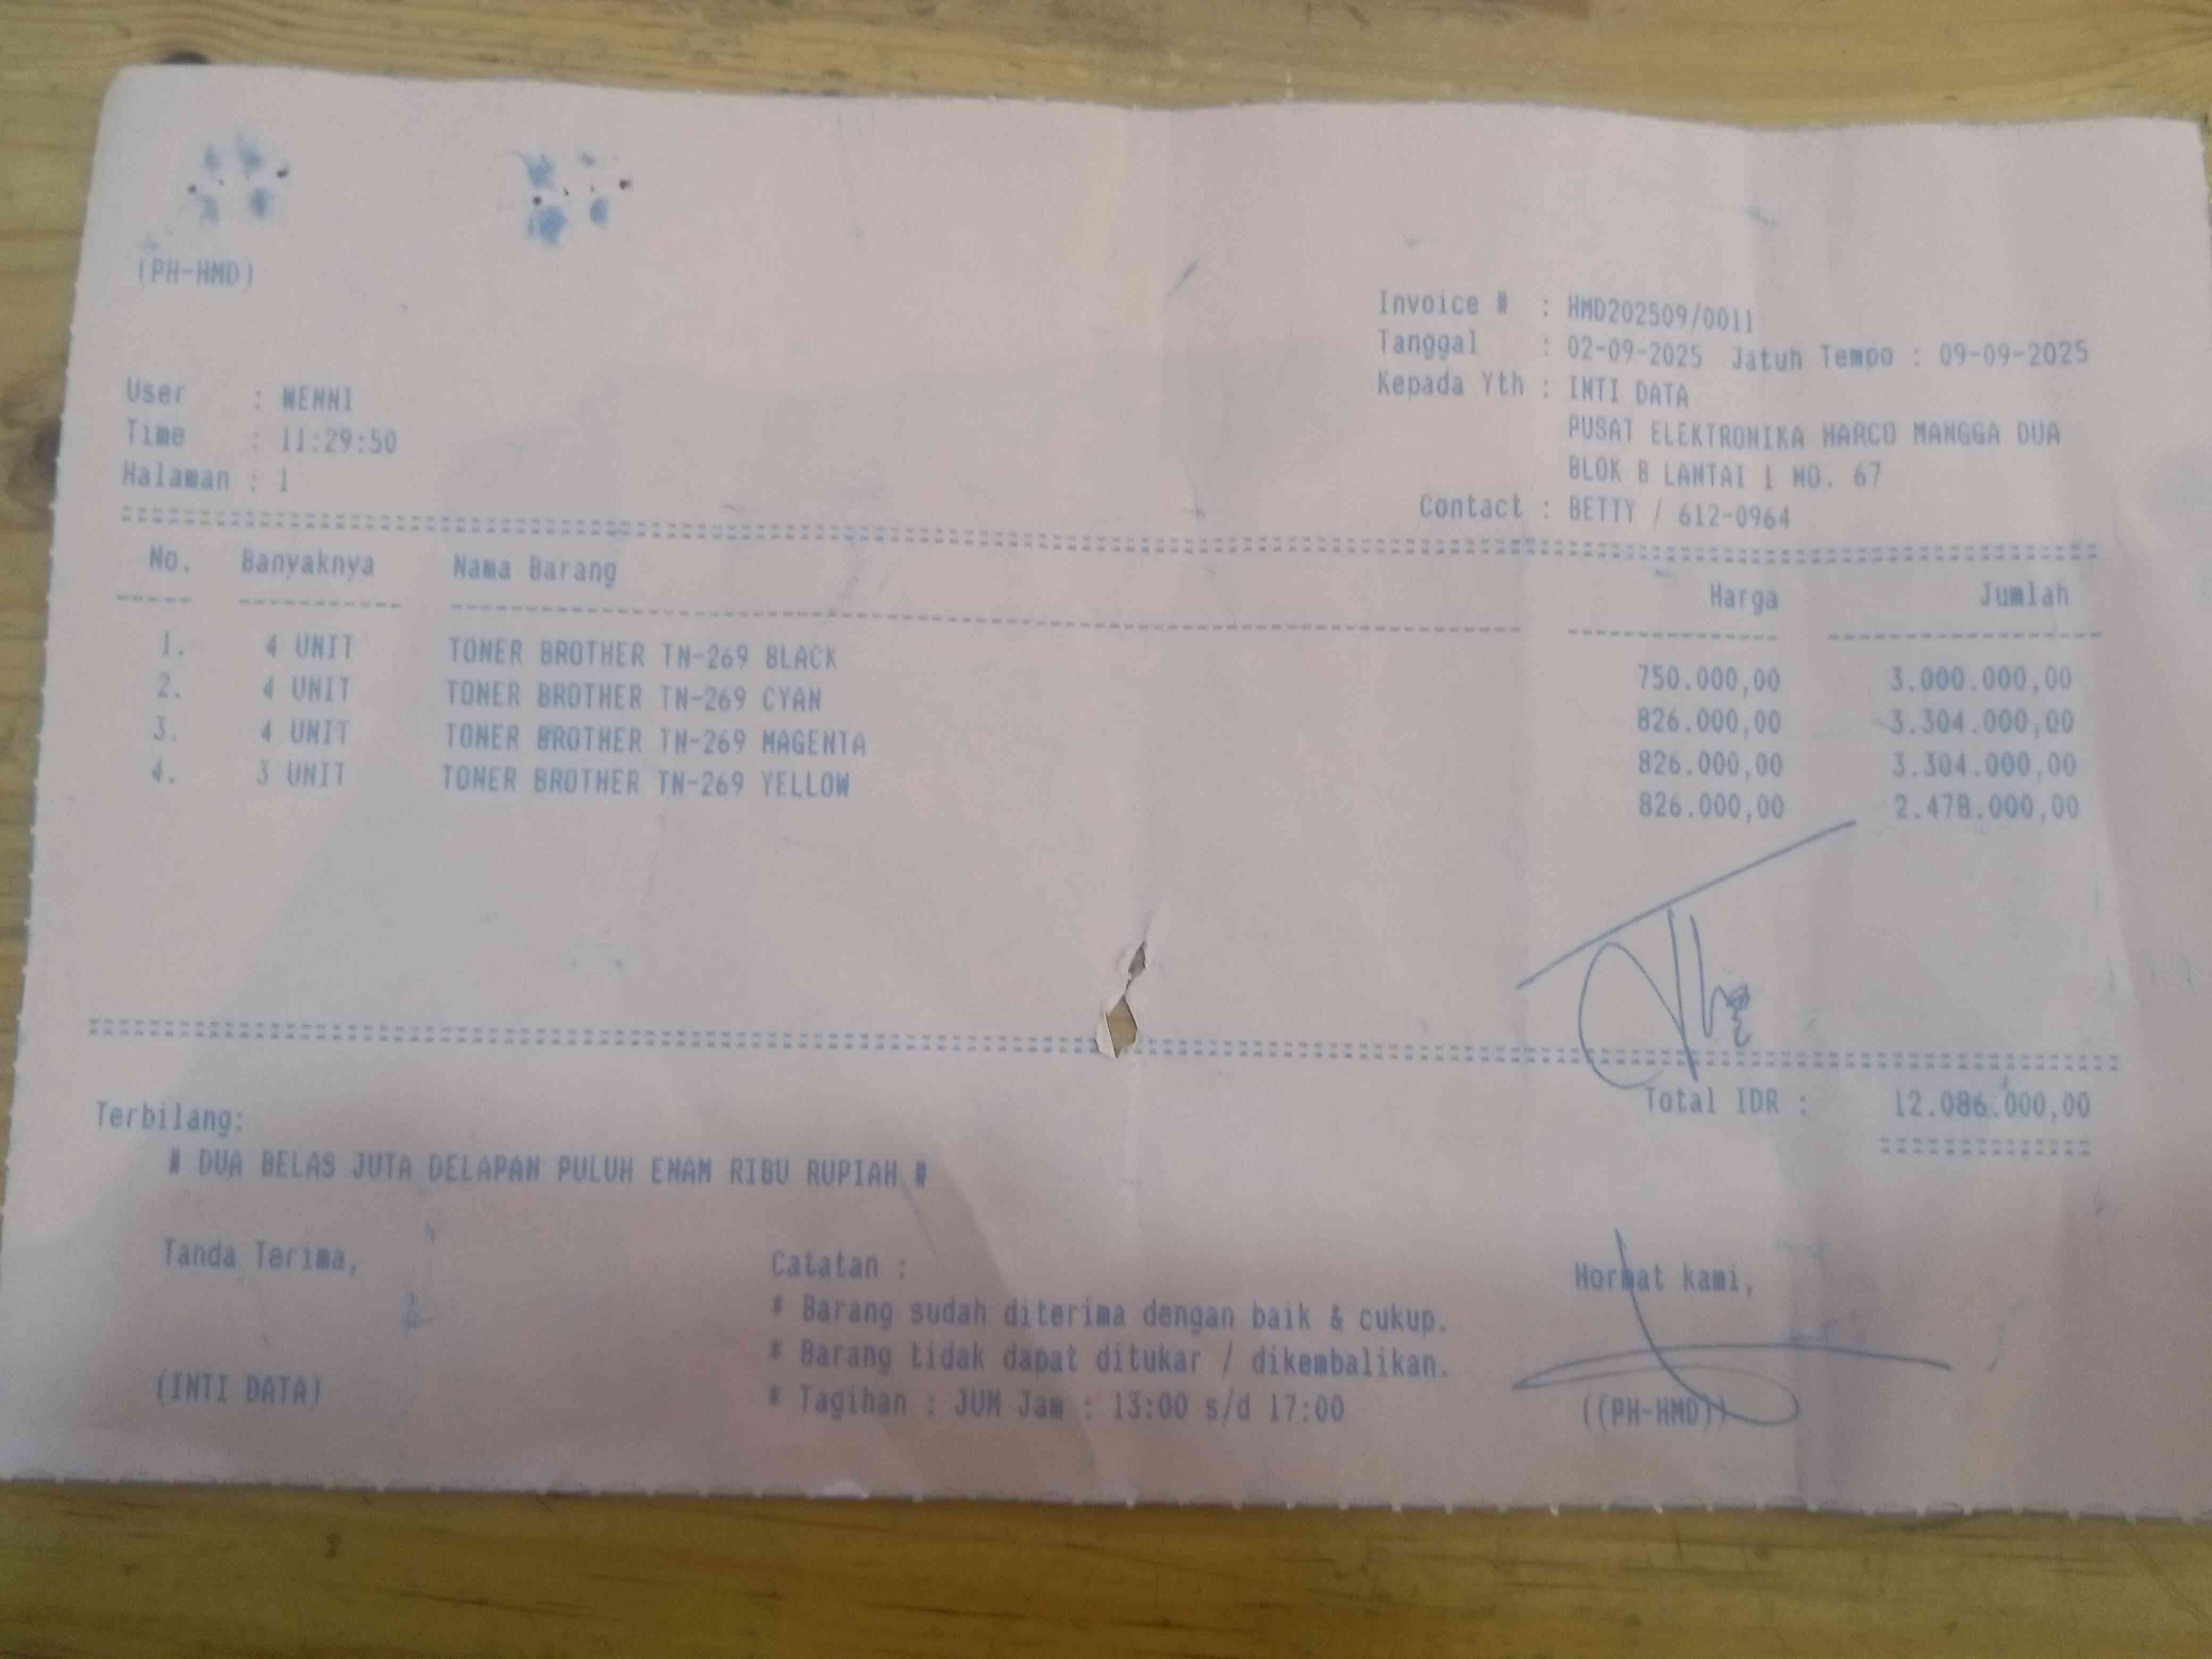 (PH-HMD)
Invoice # : HMD202509/0011
Tanggal : 02-09-2025 Jatuh Tempo : 09-09-2025
Kepada Yth : INTI DATA
PUSAT ELEKTRONIKA HARCO MANGGA DUA
BLOK B LANTAI 1 NO. 67
Contact : BETTY / 612-0964
User : WENNI
Time : 11:29:50
Halaman : 1
No. Banyaknya Nama Barang Harga Jumlah
1. 4 UNIT TONER BROTHER TN-269 BLACK 750.000,00 3.000.000,00
2. 4 UNIT TONER BROTHER TN-269 CYAN 826.000,00 3.304.000,00
3. 4 UNIT TONER BROTHER TN-269 MAGENTA 826.000,00 3.304.000,00
4. 3 UNIT TONER BROTHER TN-269 YELLOW 826.000,00 2.478.000,00
Total IDR : 12.086.000,00
Terbilang:
# DUA BELAS JUTA DELAPAN PULUH ENAM RIBU RUPIAH #
Tanda Terima,
(INTI DATA)
Catatan :
* Barang sudah diterima dengan baik & cukup.
* Barang tidak dapat ditukar / dikembalikan.
* Tagihan : JUM Jam : 13:00 s/d 17:00
Hormat kami,
((PH-HMD))